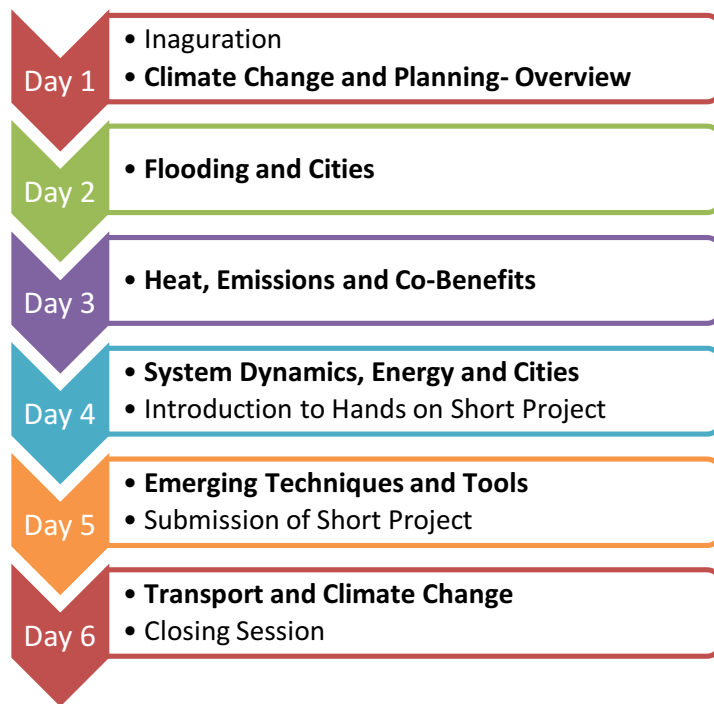 Day 1
• Inaguration
• Climate Change and Planning- Overview
Day 2
• Flooding and Cities
Day 3
• Heat, Emissions and Co-Benefits
Day 4
• System Dynamics, Energy and Cities
• Introduction to Hands on Short Project
Day 5
• Emerging Techniques and Tools
• Submission of Short Project
Day 6
• Transport and Climate Change
• Closing Session